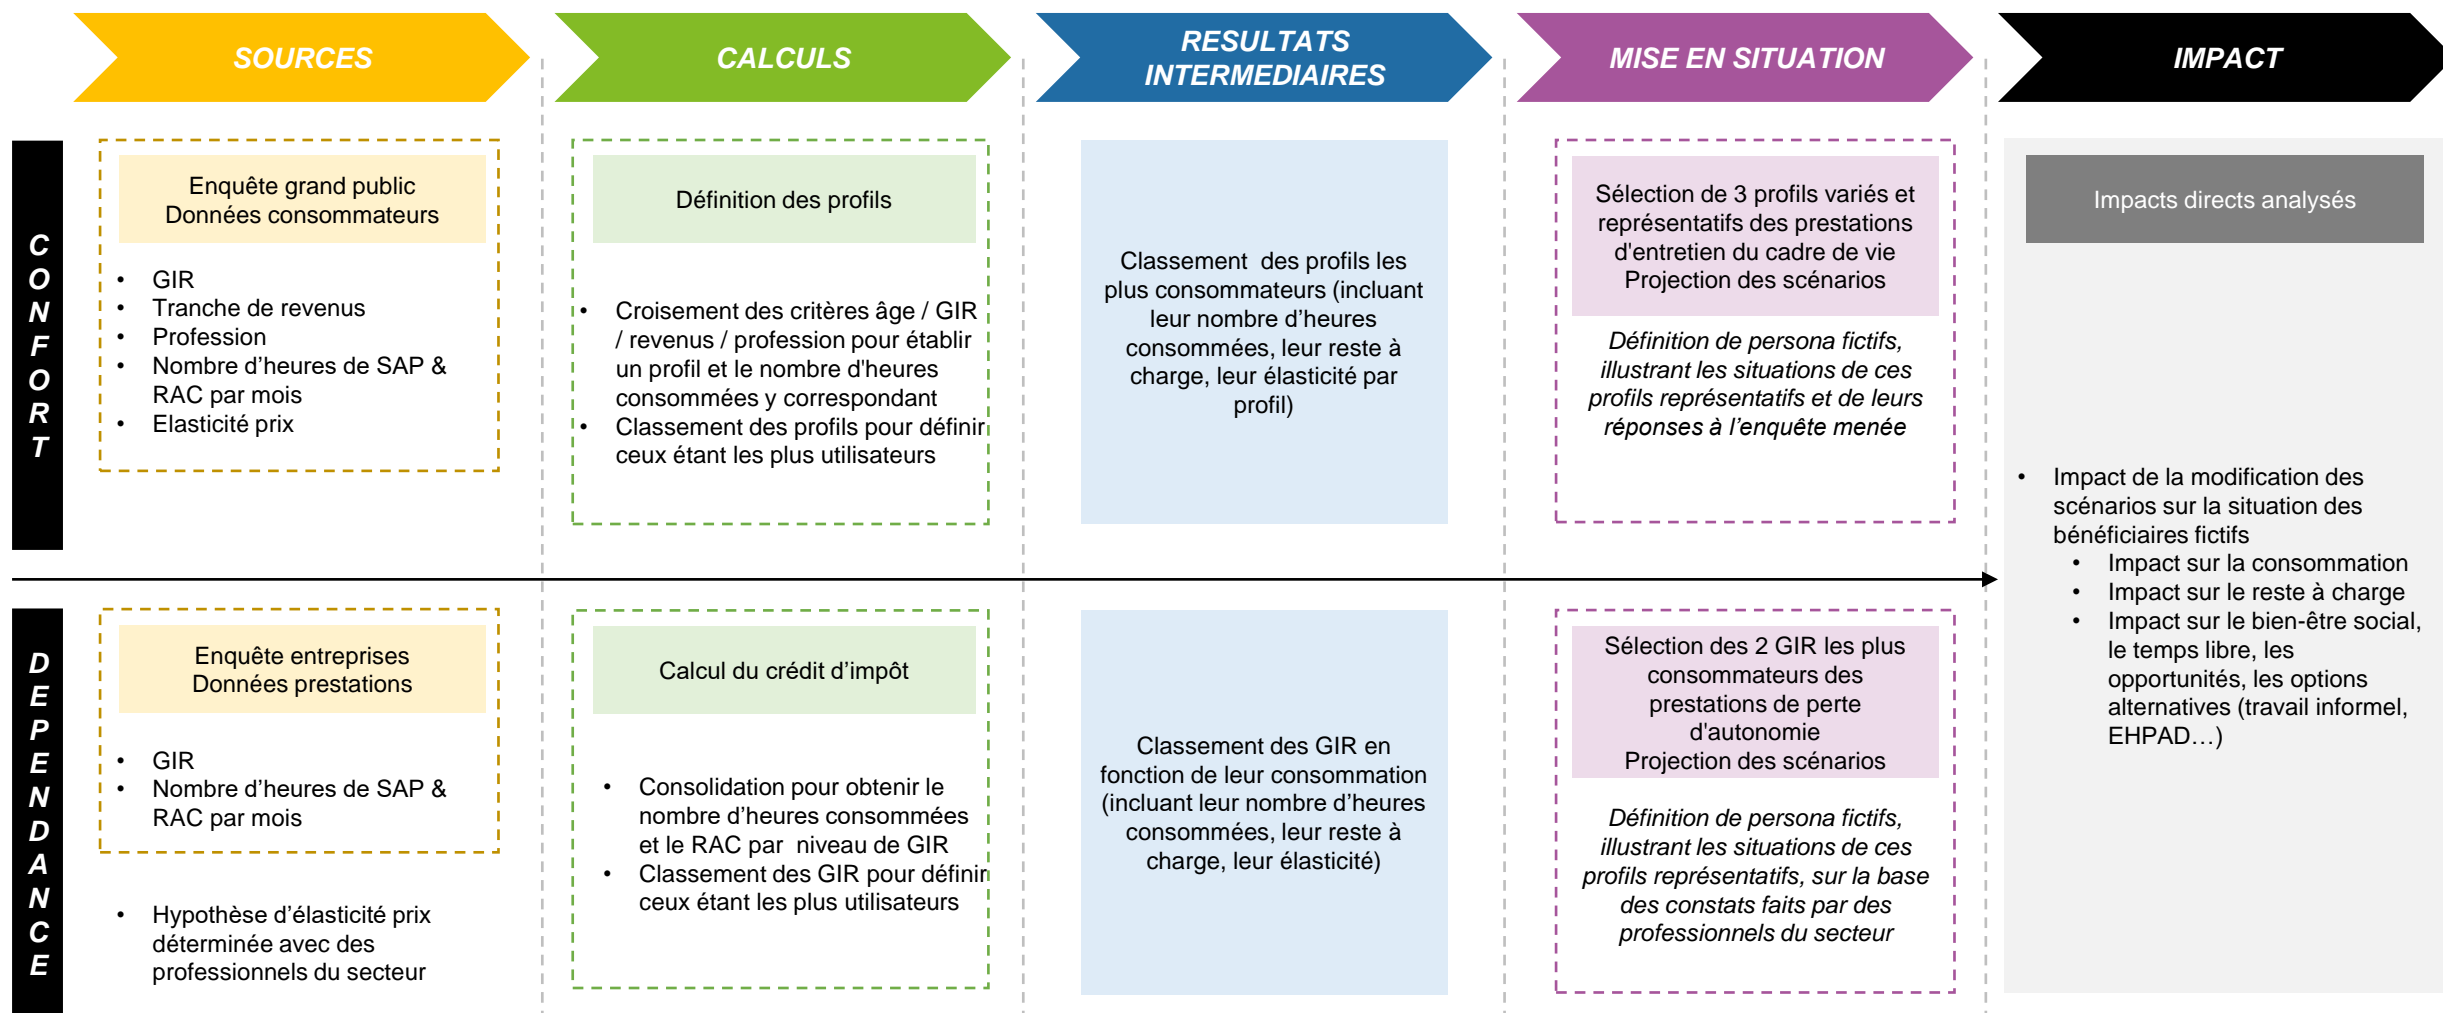 SOURCES
CALCULS
RESULTATS
INTERMEDIAIRES
MISE EN SITUATION
IMPACT
CONFORT
Enquête grand public
Données consommateurs
• GIR
• Tranche de revenus
• Profession
• Nombre d’heures de SAP &
RAC par mois
• Elasticité prix
Définition des profils
• Croisement des critères âge / GIR
/ revenus / profession pour établir
un profil et le nombre d'heures
consommées y correspondant
• Classement des profils pour définir
ceux étant les plus utilisateurs
Classement  des profils les
plus consommateurs (incluant
leur nombre d’heures
consommées, leur reste à
charge, leur élasticité par
profil)
Sélection de 3 profils variés et
représentatifs des prestations
d'entretien du cadre de vie
Projection des scénarios
Définition de persona fictifs,
illustrant les situations de ces
profils représentatifs et de leurs
réponses à l’enquête menée
Impacts directs analysés
• Impact de la modification des
scénarios sur la situation des
bénéficiaires fictifs
• Impact sur la consommation
• Impact sur le reste à charge
• Impact sur le bien-être social,
le temps libre, les
opportunités, les options
alternatives (travail informel,
EHPAD…)
DEPENDANCE
Enquête entreprises
Données prestations
• GIR
• Nombre d’heures de SAP &
RAC par mois
• Hypothèse d’élasticité prix
déterminée avec des
professionnels du secteur
Calcul du crédit d’impôt
• Consolidation pour obtenir le
nombre d’heures consommées
et le RAC par  niveau de GIR
• Classement des GIR pour définir
ceux étant les plus utilisateurs
Classement des GIR en
fonction de leur consommation
(incluant leur nombre d’heures
consommées, leur reste à
charge, leur élasticité)
Sélection des 2 GIR les plus
consommateurs des
prestations de perte
d'autonomie
Projection des scénarios
Définition de persona fictifs,
illustrant les situations de ces
profils représentatifs, sur la base
des constats faits par des
professionnels du secteur